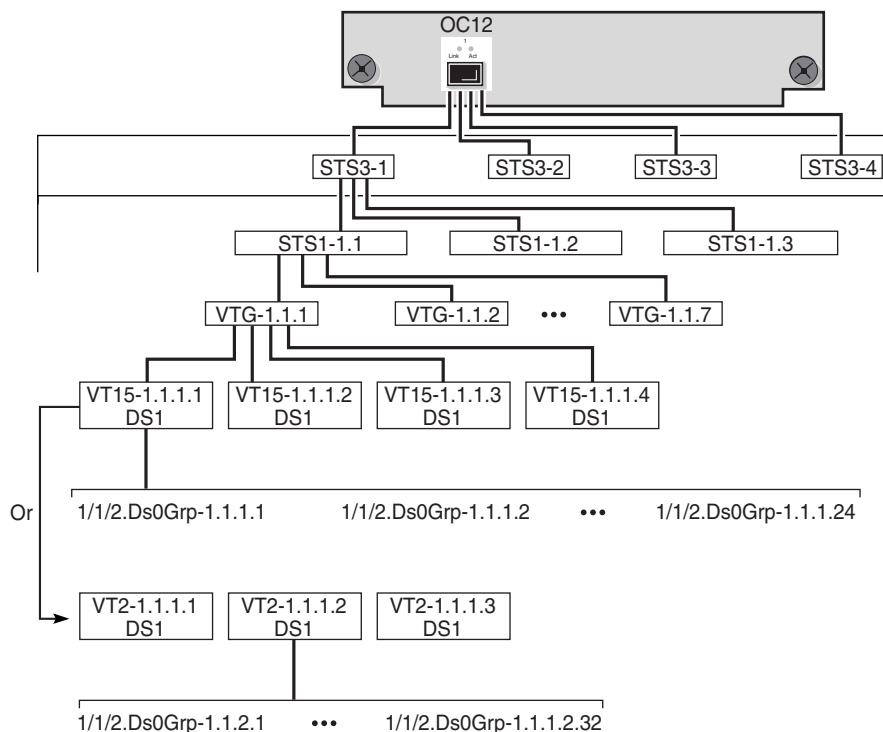 OC12
1
Link Act
STS3-1 STS3-2 STS3-3 STS3-4
STS1-1.1 STS1-1.2 STS1-1.3
VTG-1.1.1 VTG-1.1.2 ••• VTG-1.1.7
VT15-1.1.1.1 VT15-1.1.1.2 VT15-1.1.1.3 VT15-1.1.1.4
DS1 DS1 DS1 DS1
Or 1/1/2.Ds0Grp-1.1.1.1 1/1/2.Ds0Grp-1.1.1.2 ••• 1/1/2.Ds0Grp-1.1.1.24
VT2-1.1.1.1 VT2-1.1.1.2 VT2-1.1.1.3
DS1 DS1 DS1
1/1/2.Ds0Grp-1.1.2.1 ••• 1/1/2.Ds0Grp-1.1.1.2.32